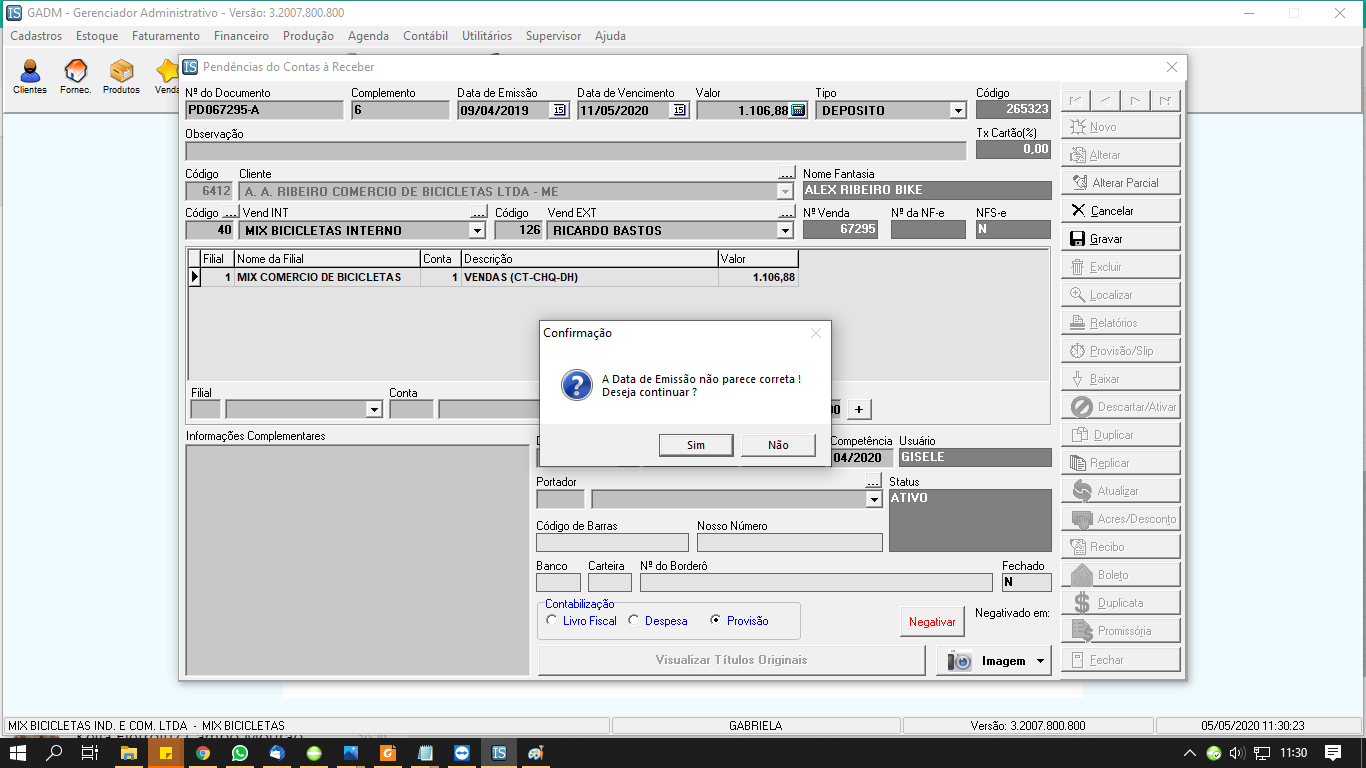 GADM - Gerenciador Administrativo - Versão: 3.2007.800.800
Cadastros Estoque Faturamento Financeiro Produção Agenda Contábil Utilitários Supervisor Ajuda
Clientes Fornec. Produtos Venda
Pendências do Contas à Receber
Nº do Documento Complemento Data de Emissão Data de Vencimento Valor Tipo Código
PD067295-A 6 09/04/2019 15 11/05/2020 15 1.106,88 DEPOSITO 265323
Observação Tx Cartão(%)
0,00
Código Cliente ... Nome Fantasia
6412 A. A. RIBEIRO COMERCIO DE BICICLETAS LTDA - ME ALEX RIBEIRO BIKE
Código ... Vend INT ... Código Vend EXT ... Nº Venda Nº da NF-e NFS-e
40 MIX BICICLETAS INTERNO 126 RICARDO BASTOS 67295 N
Filial Nome da Filial Conta Descrição Valor
1 MIX COMERCIO DE BICICLETAS 1 VENDAS (CT-CHQ-DH) 1.106,88
Confirmação
A Data de Emissão não parece correta !
Deseja continuar ?
Sim Não
Filial Conta
00 +
Informações Complementares
Competência Usuário
04/2020 GISELE
Portador ... Status
ATIVO
Código de Barras Nosso Número
Banco Carteira Nº do Borderô Fechado
N
Contabilização
Livro Fiscal Despesa Provisão
Negativar Negativado em:
Visualizar Títulos Originais
Imagem
Novo
Alterar
Alterar Parcial
Cancelar
Gravar
Excluir
Localizar
Relatórios
Provisão/Slip
Baixar
Descartar/Ativar
Duplicar
Replicar
Atualizar
Acres/Desconto
Recibo
Boleto
Duplicata
Promissória
Fechar
MIX BICICLETAS IND. E COM. LTDA - MIX BICICLETAS GABRIELA Versão: 3.2007.800.800 05/05/2020 11:30:23
11:30